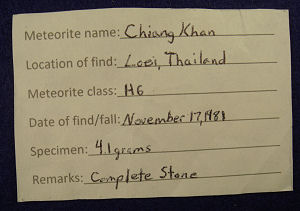 Meteorite name: Chiang Khan
Location of find: Loei, Thailand
Meteorite class: H6
Date of find/fall: November 17, 1981
Specimen: 4.1 grams
Remarks: Complete Stone